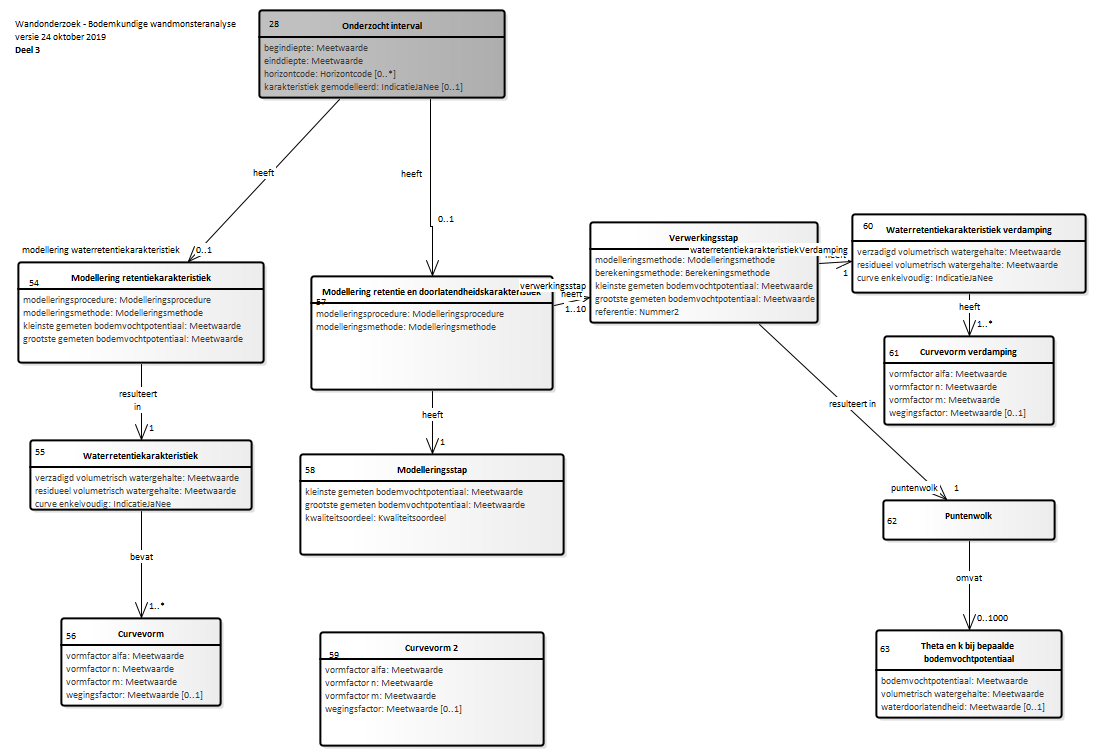 Wandonderzoek - Bodemkundige wandmonsteranalyse
versie 24 oktober 2019
Deel 3
28
Onderzocht interval
begindiepte: Meetwaarde
einddiepte: Meetwaarde
horizontcode: Horizontcode [0..*]
karakteristiek gemodelleerd: IndicatieJaNee [0..1]
heeft
heeft
0..1
modellering waterretentiekarakteristiek
0..1
54
Modellering retentiekarakteristiek
modelleringsprocedure: Modelleringsprocedure
modelleringsmethode: Modelleringsmethode
kleinste gemeten bodemvochtpotentiaal: Meetwaarde
grootste gemeten bodemvochtpotentiaal: Meetwaarde
resulteert
in
1
55
Waterretentiekarakteristiek
verzadigd volumetrisch watergehalte: Meetwaarde
residueel volumetrisch watergehalte: Meetwaarde
curve enkelvoudig: IndicatieJaNee
bevat
1..*
56
Curvevorm
vormfactor alfa: Meetwaarde
vormfactor n: Meetwaarde
vormfactor m: Meetwaarde
wegingsfactor: Meetwaarde [0..1]
57
Modellering retentie en doorlatendheidskarakteristiek
modelleringsprocedure: Modelleringsprocedure
modelleringsmethode: Modelleringsmethode
verwerkingsstap
heeft
1..10
heeft
1
58
Modelleringsstap
kleinste gemeten bodemvochtpotentiaal: Meetwaarde
grootste gemeten bodemvochtpotentiaal: Meetwaarde
kwaliteitsoordeel: Kwaliteitsoordeel
59
Curvevorm 2
vormfactor alfa: Meetwaarde
vormfactor n: Meetwaarde
vormfactor m: Meetwaarde
wegingsfactor: Meetwaarde [0..1]
Verwerkingsstap
modelleringsmethode: Modelleringsmethode
berekeningsmethode: Berekeningsmethode
kleinste gemeten bodemvochtpotentiaal: Meetwaarde
grootste gemeten bodemvochtpotentiaal: Meetwaarde
referentie: Nummer2
waterretentiekarakteristiekVerdamping
heeft
1
60
Waterretentiekarakteristiek verdamping
verzadigd volumetrisch watergehalte: Meetwaarde
residueel volumetrisch watergehalte: Meetwaarde
curve enkelvoudig: IndicatieJaNee
heeft
1..*
61
Curvevorm verdamping
vormfactor alfa: Meetwaarde
vormfactor n: Meetwaarde
vormfactor m: Meetwaarde
wegingsfactor: Meetwaarde [0..1]
resulteert in
puntenwolk
1
62
Puntenwolk
omvat
0..1000
63
Theta en k bij bepaalde
bodemvochtpotentiaal
bodemvochtpotentiaal: Meetwaarde
volumetrisch watergehalte: Meetwaarde
waterdoorlatendheid: Meetwaarde [0..1]